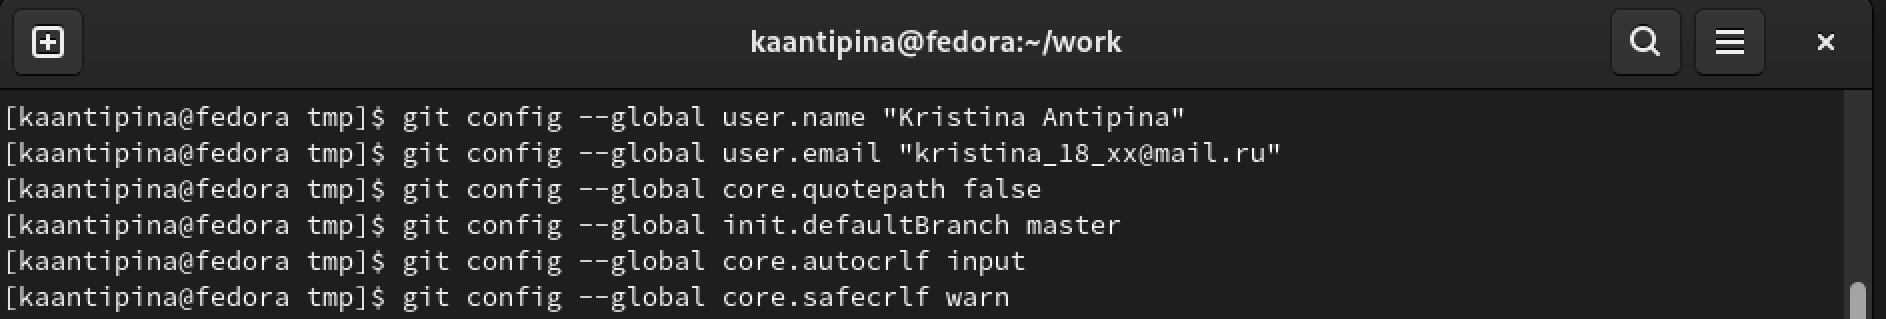 kaantipina@fedora:~/work
[kaantipina@fedora tmp]$ git config --global user.name "Kristina Antipina"
[kaantipina@fedora tmp]$ git config --global user.email "kristina_18_xx@mail.ru"
[kaantipina@fedora tmp]$ git config --global core.quotepath false
[kaantipina@fedora tmp]$ git config --global init.defaultBranch master
[kaantipina@fedora tmp]$ git config --global core.autocrlf input
[kaantipina@fedora tmp]$ git config --global core.safecrlf warn